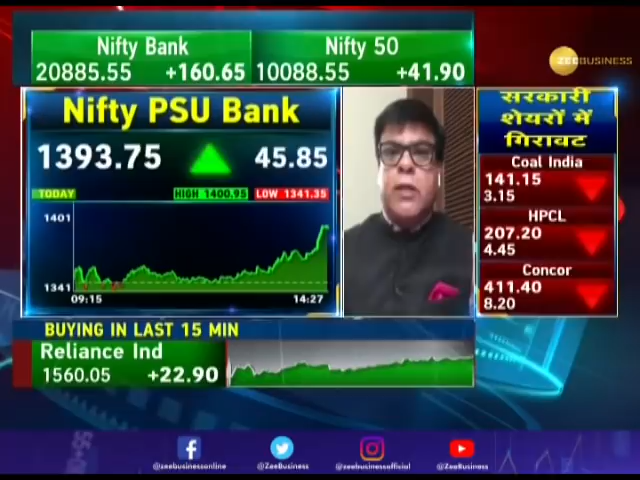 Nifty Bank
20885.55 +160.65
Nifty 50
10088.55 +41.90
ZEEBUSINESS
Nifty PSU Bank
1393.75 45.85
TODAY HIGH 1400.95 LOW 1341.35
1401
1341
09:15 14:27
सरकारी
शेयरों में
गिरावट
Coal India
141.15
3.15
HPCL
207.20
4.45
Concor
411.40
8.20
BUYING IN LAST 15 MIN
Reliance Ind
1560.05 +22.90
@zeebusinessonline
@ZeeBusiness
@zeebusinessofficial
@ZeeBusiness